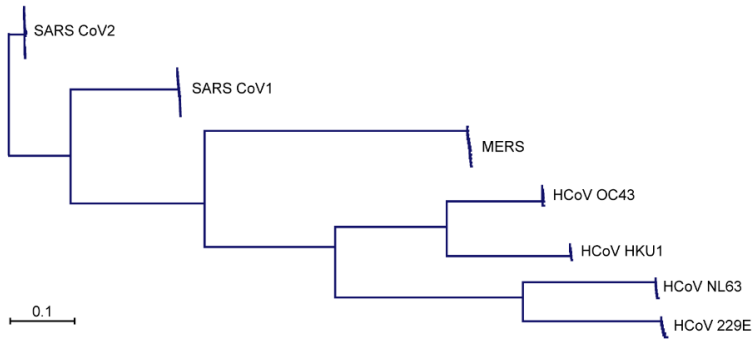 SARS CoV2
SARS CoV1
MERS
HCoV OC43
HCoV HKU1
HCoV NL63
0.1
HCoV 229E